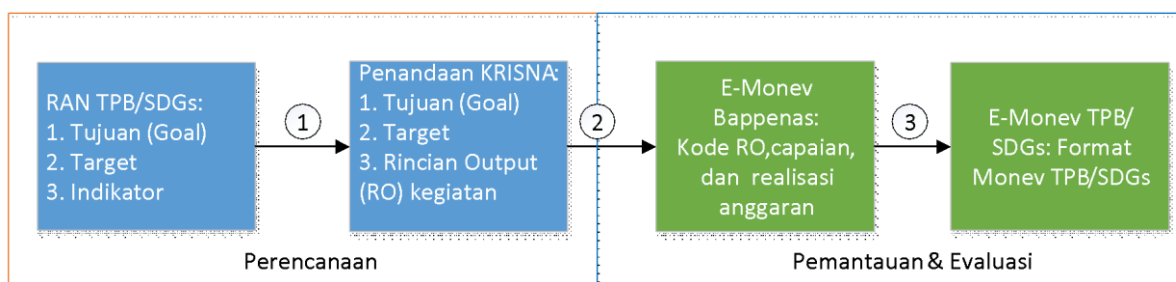 RAN TPB/SDGs:
1. Tujuan (Goal)
2. Target
3. Indikator
1
Penandaan KRISNA:
1. Tujuan (Goal)
2. Target
3. Rincian Output
(RO) kegiatan
2
E-Monev
Bappenas:
Kode RO,capaian,
dan realisasi
anggaran
3
E-Monev TPB/
SDGs: Format
Monev TPB/SDGs
Perencanaan
Pemantauan & Evaluasi